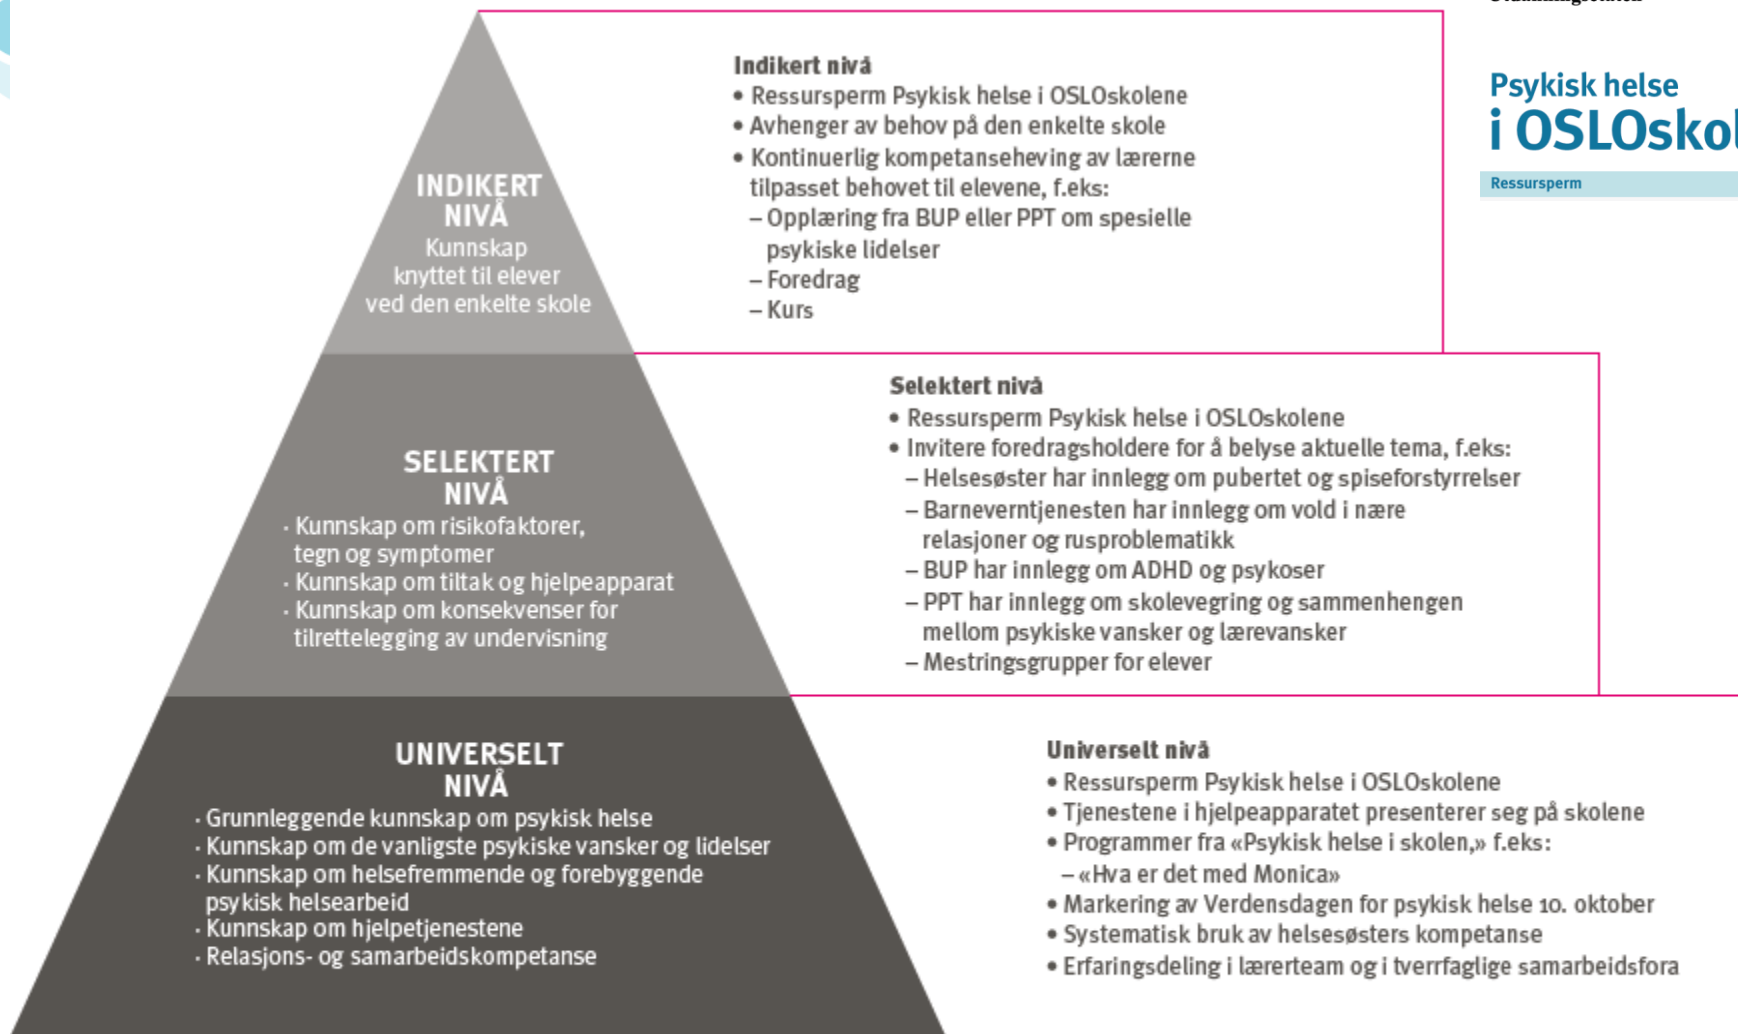 INDIKERT
NIVÅ
Kunnskap
knyttet til elever
ved den enkelte skole
SELEKTERT
NIVÅ
· Kunnskap om risikofaktorer,
tegn og symptomer
· Kunnskap om tiltak og hjelpeapparat
· Kunnskap om konsekvenser for
tilrettelegging av undervisning
UNIVERSELT
NIVÅ
· Grunnleggende kunnskap om psykisk helse
· Kunnskap om de vanligste psykiske vansker og lidelser
· Kunnskap om helsefremmende og forebyggende
psykisk helsearbeid
· Kunnskap om hjelpetjenestene
· Relasjons- og samarbeidskompetanse
Indikert nivå
• Ressursperm Psykisk helse i OSLOskolene
• Avhenger av behov på den enkelte skole
• Kontinuerlig kompetanseheving av lærerne
tilpasset behovet til elevene, f.eks:
– Opplæring fra BUP eller PPT om spesielle
psykiske lidelser
– Foredrag
– Kurs
Selektert nivå
• Ressursperm Psykisk helse i OSLOskolene
• Invitere foredragsholdere for å belyse aktuelle tema, f.eks:
– Helsesøster har innlegg om pubertet og spiseforstyrrelser
– Barneverntjenesten har innlegg om vold i nære
relasjoner og rusproblematikk
– BUP har innlegg om ADHD og psykoser
– PPT har innlegg om skolevegring og sammenhengen
mellom psykiske vansker og lærevansker
– Mestringsgrupper for elever
Universelt nivå
• Ressursperm Psykisk helse i OSLOskolene
• Tjenestene i hjelpeapparatet presenterer seg på skolene
• Programmer fra «Psykisk helse i skolen,» f.eks:
– «Hva er det med Monica»
• Markering av Verdensdagen for psykisk helse 10. oktober
• Systematisk bruk av helsesøsters kompetanse
• Erfaringsdeling i lærerteam og i tverrfaglige samarbeidsfora
Psykisk helse
i OSLOskol
Ressursperm